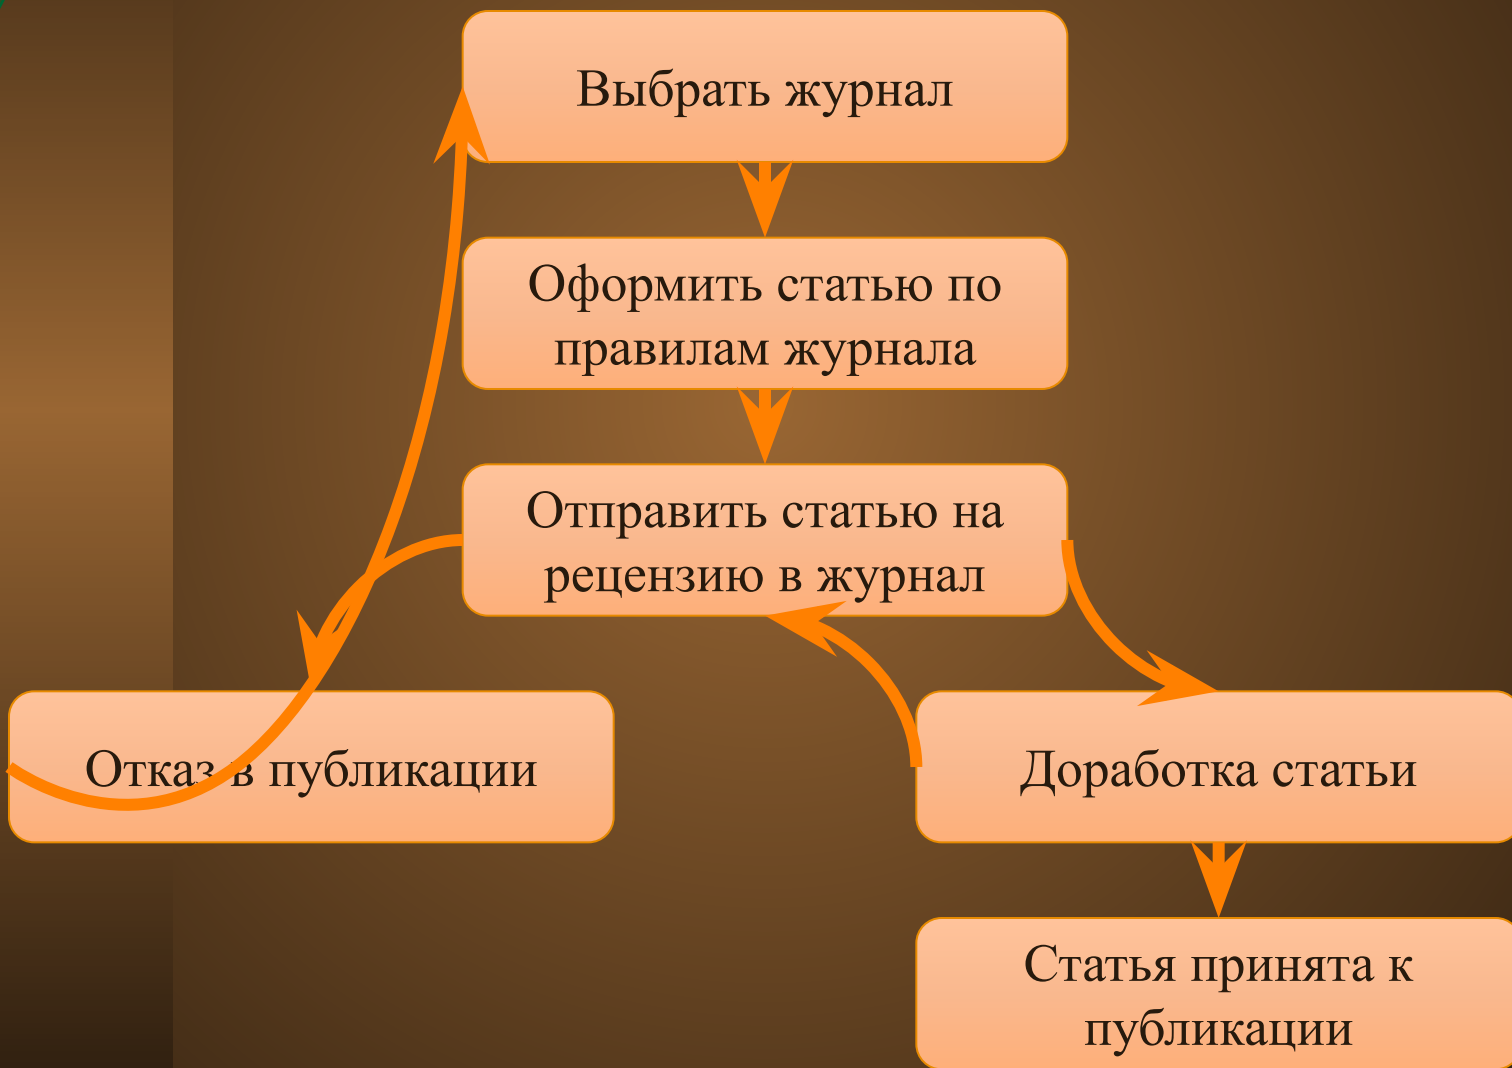 Выбрать журнал
Оформить статью по
правилам журнала
Отправить статью на
рецензию в журнал
Отказ в публикации
Доработка статьи
Статья принята к
публикации